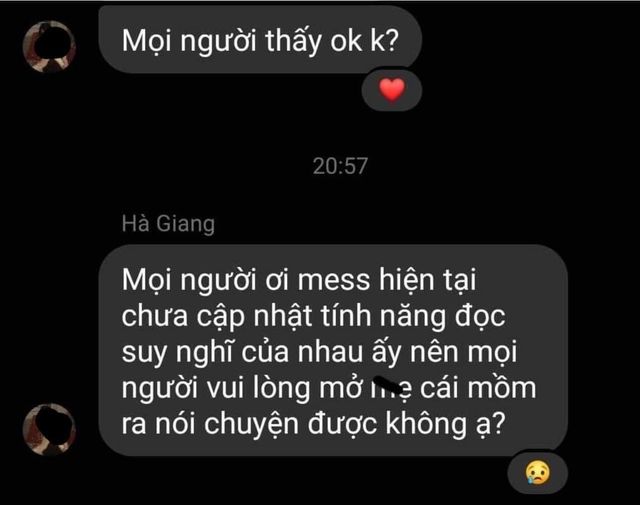 Mọi người thấy ok k?
20:57
Hà Giang
Mọi người ơi mess hiện tại
chưa cập nhật tính năng đọc
suy nghĩ của nhau ấy nên mọi
người vui lòng mở cái mồm
ra nói chuyện được không ạ?